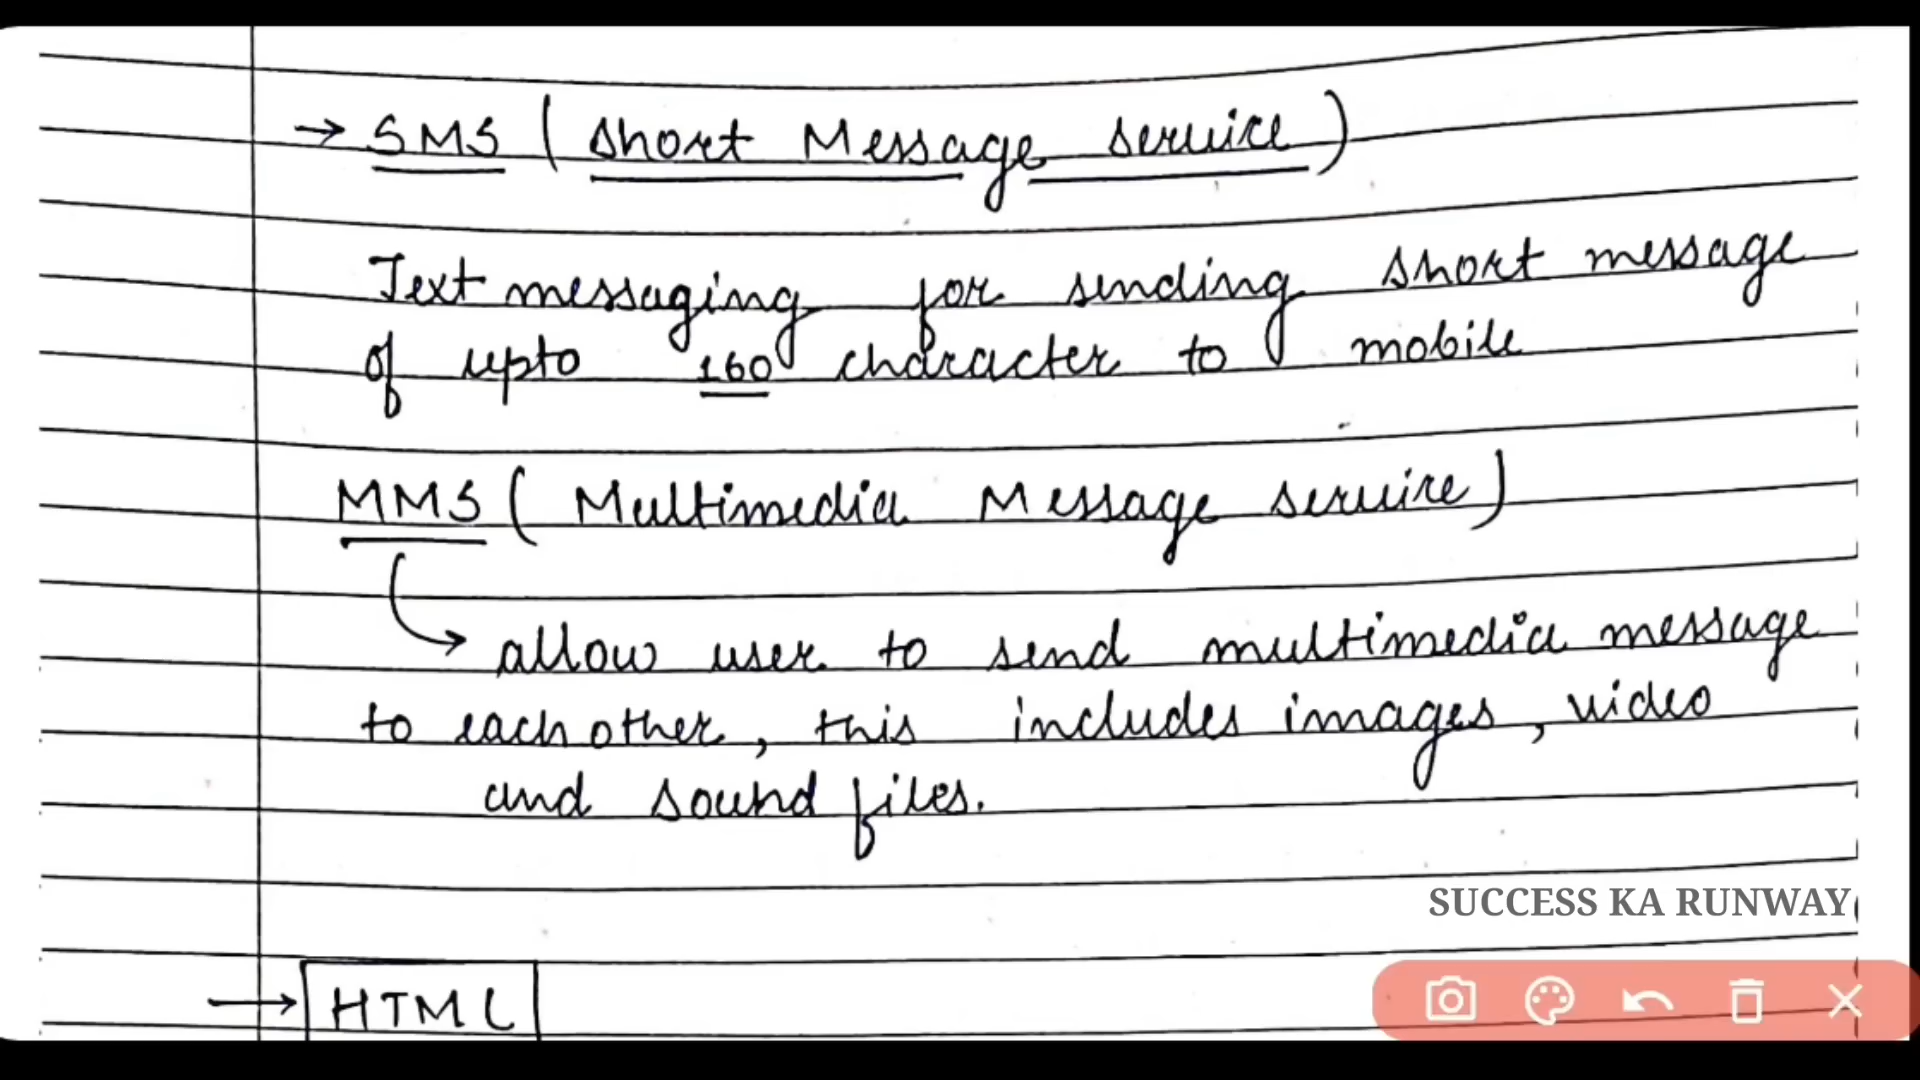 → SMS ( Short Message service )
Text messaging for sending short message
of upto 160 character to mobile
MMS ( Multimedia Message service )
→ allow user to send multimedia message
to each other, this includes images, video
and sound files.
SUCCESS KA RUNWAY
→ HTML